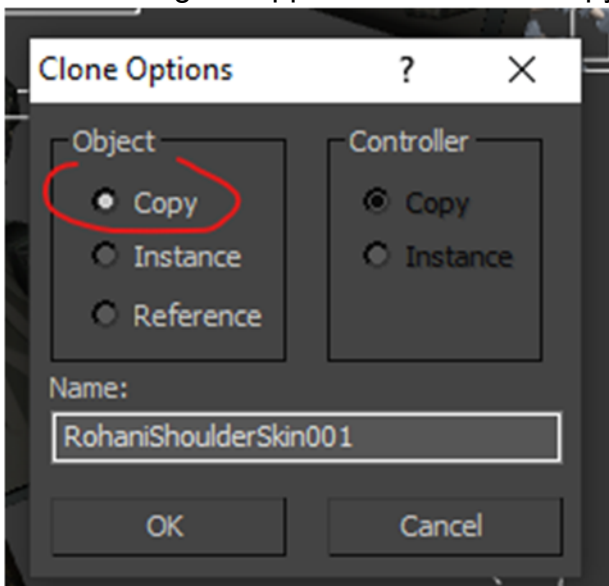 Clone Options ? ×
Object
Copy
Instance
Reference
Controller
Copy
Instance
Name:
RohaniShoulderSkin001
OK Cancel